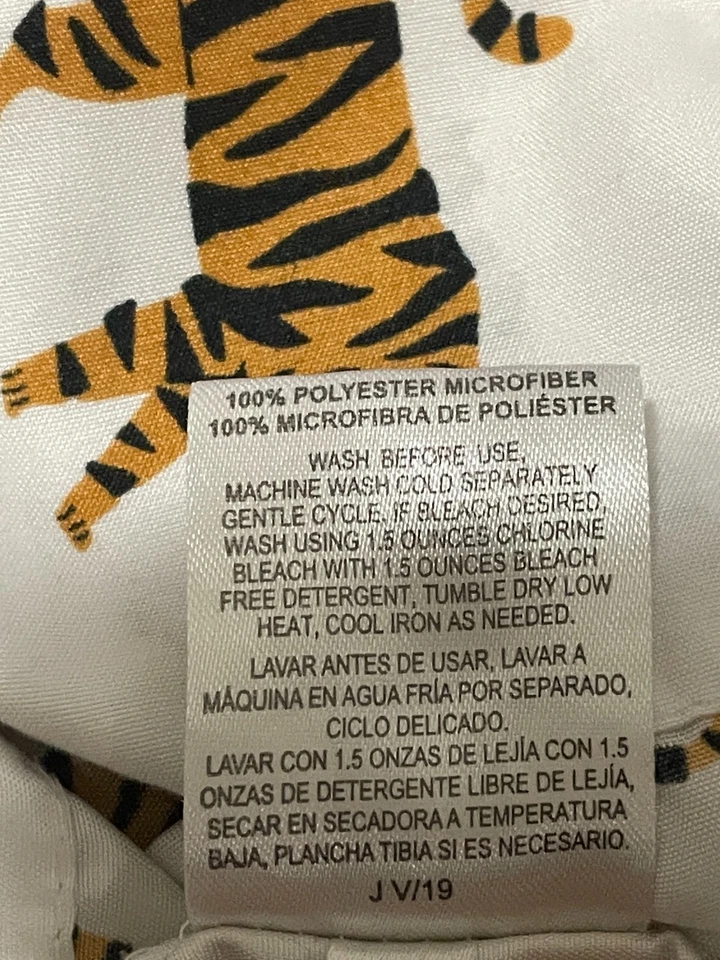 100% POLYESTER MICROFIBER
100% MICROFIBRA DE POLIÉSTER
WASH BEFORE USE,
MACHINE WASH COLD SEPARATELY
GENTLE CYCLE. IF BLEACH DESIRED,
WASH USING 1.5 OUNCES CHLORINE
BLEACH WITH 1.5 OUNCES BLEACH
FREE DETERGENT, TUMBLE DRY LOW
HEAT, COOL IRON AS NEEDED.
LAVAR ANTES DE USAR, LAVAR A
MÁQUINA EN AGUA FRÍA POR SEPARADO,
CICLO DELICADO.
LAVAR CON 1.5 ONZAS DE LEJÍA CON 1.5
ONZAS DE DETERGENTE LIBRE DE LEJÍA,
SECAR EN SECADORA A TEMPERATURA
BAJA, PLANCHA TIBIA SI ES NECESARIO.
J V/19